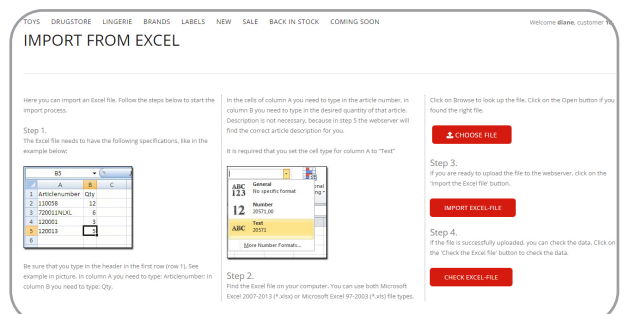 TOYS DRUGSTORE LINGERIE BRANDS LABELS NEW SALE BACK IN STOCK COMING SOON
Welcome diane, customer
IMPORT FROM EXCEL
Here you can import an Excel file. Follow the steps below to start the
import process.
Step 1.
The Excel file needs to have the following specifications, like in the
example below:
B5
A B C
1 Articlenumber Qty
2 110058 12
3 720011NLXL 6
4 120001 3
5 120013 5
6
Be sure that you type in the header in the first row (row 1). See
example in picture. In column A you need to type: Articlenumber; in
column B you need to type: Qty.
In the cells of column A you need to type in the article number, in
column B you need to type in the desired quantity of that article.
Description is not necessary, because in step 5 the webserver will
find the correct article description for you.
It is required that you set the cell type for column A to "Text"
ABC 123 General
No specific format
12 Number
20571,00
ABC Text
20571
More Number Formats...
Step 2.
Find the Excel file on your computer. You can use both Microsoft
Excel 2007-2013 (*.xlsx) or Microsoft Excel 97-2003 (*.xls) file types.
Click on Browse to look up the file. Click on the Open button if you
found the right file.
CHOOSE FILE
Step 3.
If you are ready to upload the file to the webserver, click on the
'Import the Excel file' button.
IMPORT EXCEL-FILE
Step 4.
If the file is successfully uploaded, you can check the data. Click on
the 'Check the Excel file' button to check the data.
CHECK EXCEL-FILE